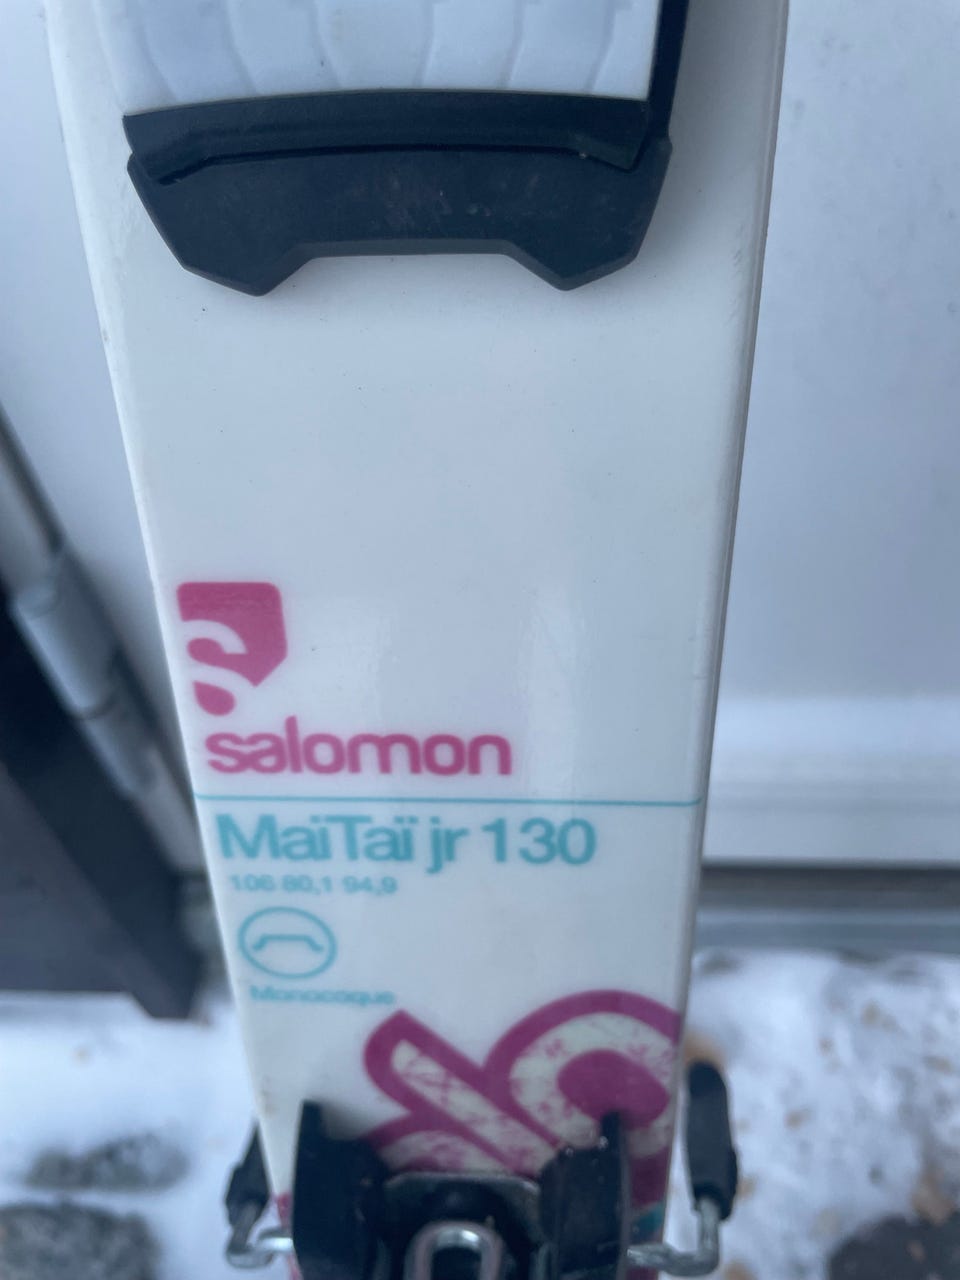 salomon
MaïTaï jr 130
106 80,1 94,9
Monocoque